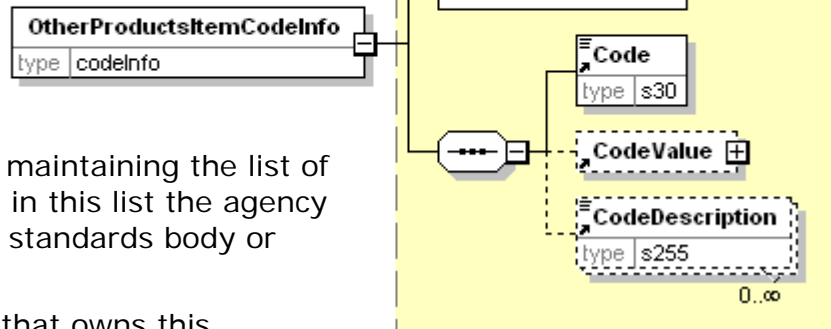 OtherProductsItemCodeInfo
type codeInfo
Code
type s30
CodeValue
CodeDescription
type s255
0..∞
maintaining the list of
in this list the agency
standards body or
that owns this